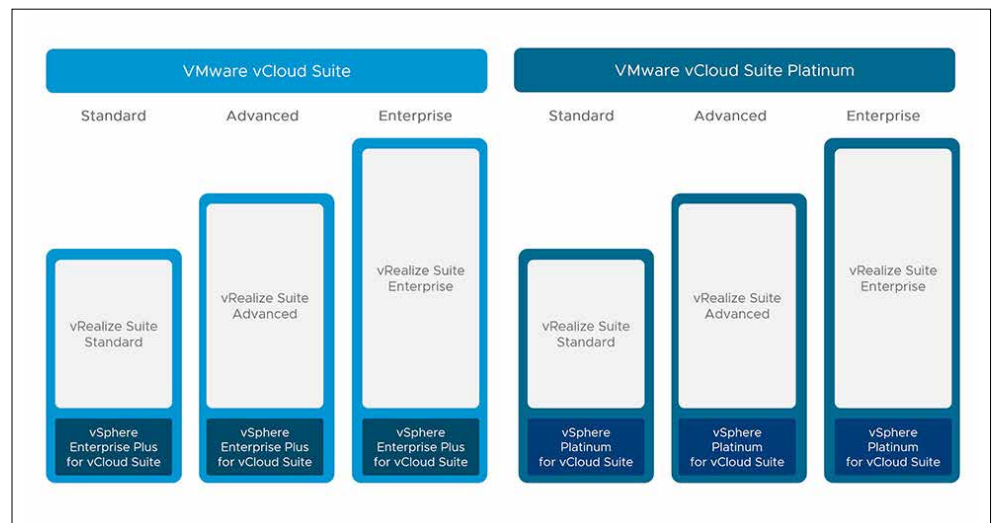 VMware vCloud Suite
Standard
Advanced
Enterprise
vRealize Suite
Standard
vSphere
Enterprise Plus
for vCloud Suite
vRealize Suite
Advanced
vSphere
Enterprise Plus
for vCloud Suite
vRealize Suite
Enterprise
vSphere
Enterprise Plus
for vCloud Suite
VMware vCloud Suite Platinum
Standard
Advanced
Enterprise
vRealize Suite
Standard
vSphere
Platinum
for vCloud Suite
vRealize Suite
Advanced
vSphere
Platinum
for vCloud Suite
vRealize Suite
Enterprise
vSphere
Platinum
for vCloud Suite